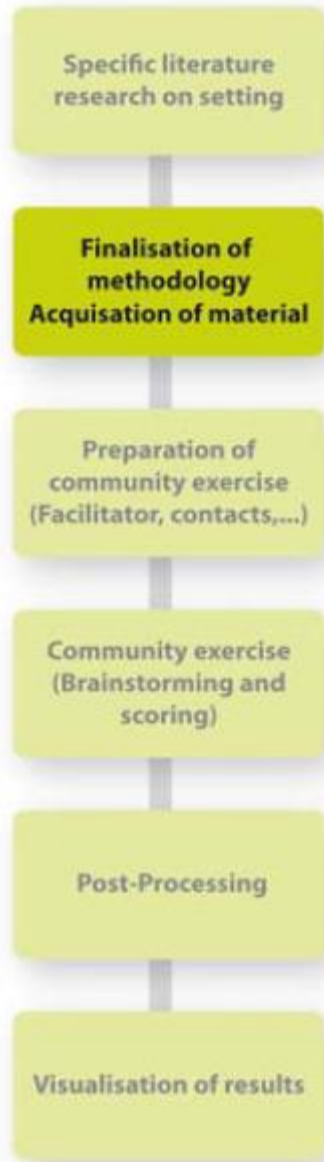 Specific literature
research on setting
Finalisation of
methodology
Acquisation of material
Preparation of
community exercise
(Facilitator, contacts,...)
Community exercise
(Brainstorming and
scoring)
Post-Processing
Visualisation of results